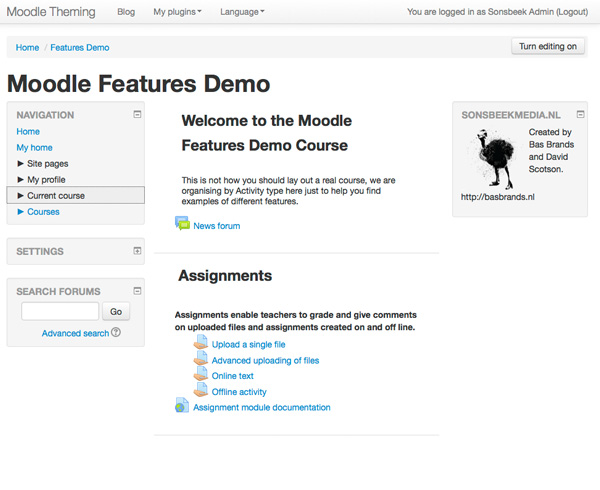 Moodle Theming Blog My plugins Language You are logged in as Sonsbeek Admin (Logout)
Home / Features Demo
Turn editing on
Moodle Features Demo
NAVIGATION
Home
My home
Site pages
My profile
Current course
Courses
SETTINGS
SEARCH FORUMS
Go
Advanced search
Welcome to the Moodle
Features Demo Course
This is not how you should lay out a real course, we are
organising by Activity type here just to help you find
examples of different features.
News forum
Assignments
Assignments enable teachers to grade and give comments
on uploaded files and assignments created on and off line.
Upload a single file
Advanced uploading of files
Online text
Offline activity
Assignment module documentation
SONSBEEKMEDIA.NL
Created by
Bas Brands
and David
Scotson.
http://basbrands.nl